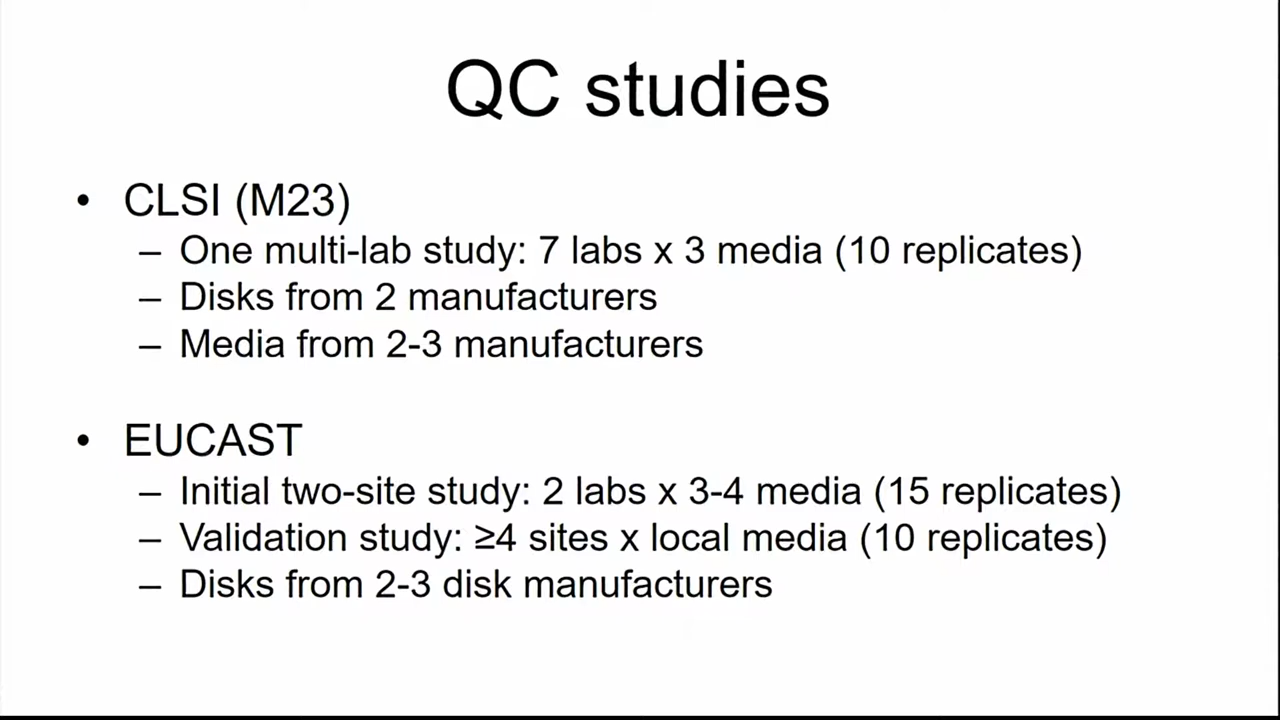 QC studies
• CLSI (M23)
– One multi-lab study: 7 labs x 3 media (10 replicates)
– Disks from 2 manufacturers
– Media from 2-3 manufacturers
• EUCAST
– Initial two-site study: 2 labs x 3-4 media (15 replicates)
– Validation study: ≥4 sites x local media (10 replicates)
– Disks from 2-3 disk manufacturers